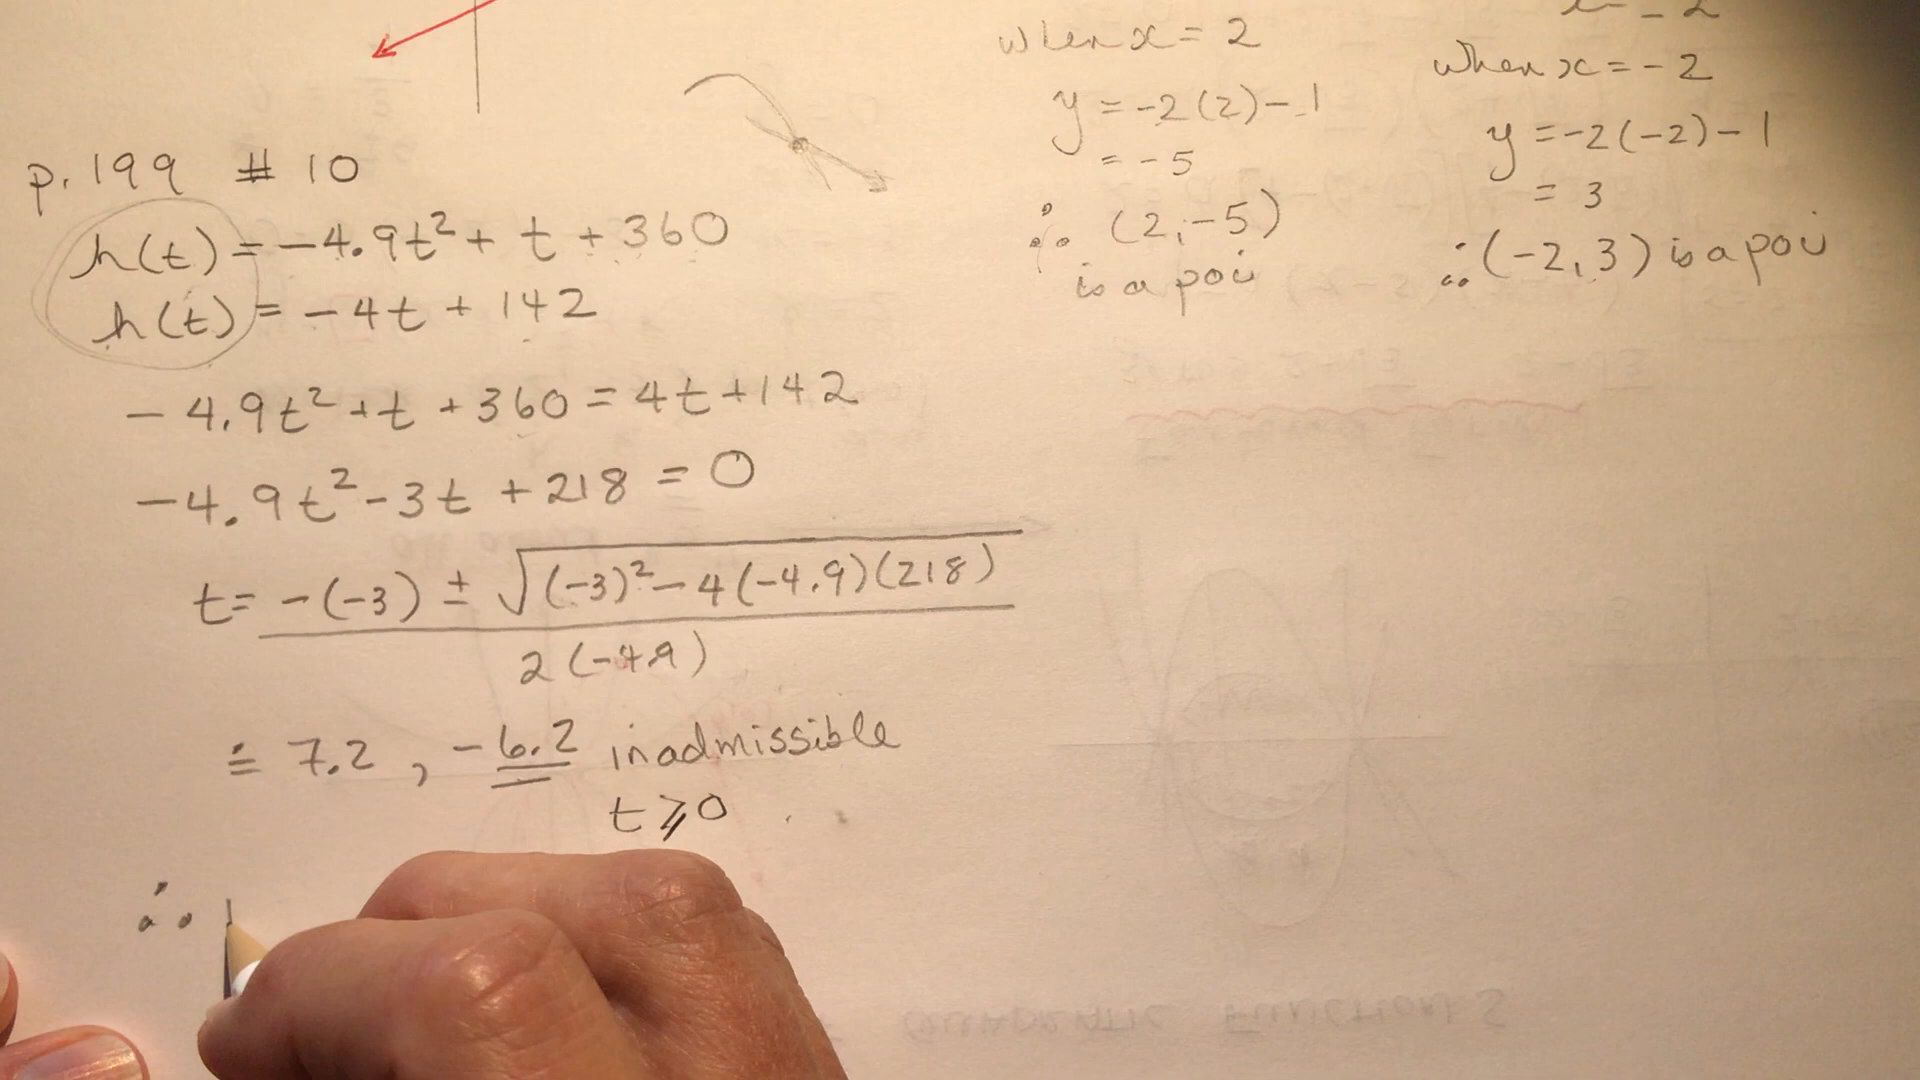 p. 199 # 10
h(t) = -4.9t² + t + 360
h(t) = -4t + 142
-4.9t² + t + 360 = 4t + 142
-4.9t² - 3t + 218 = 0
t = -(-3) ± √(-3)² - 4(-4.9)(218)
2(-4.9)
≐ 7.2 , -6.2 inadmissible
t ⩾ 0
∴
when x = 2
y = -2(2) - 1
= -5
∴ (2, -5)
is a poi
when x = -2
y = -2(-2) - 1
= 3
∴ (-2, 3) is a poi